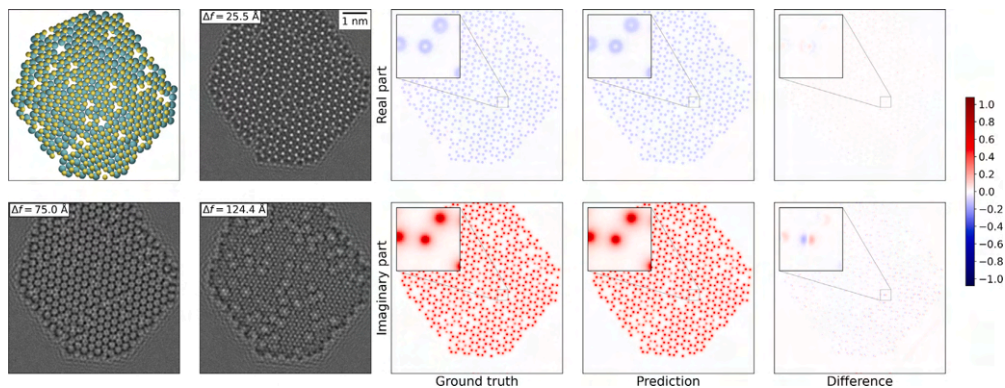 Δf = 25.5 Å
1 nm
Real part
Δf = 75.0 Å
Δf = 124.4 Å
Imaginary part
1.0
0.8
0.6
0.4
0.2
0.0
−0.2
−0.4
−0.6
−0.8
−1.0
Ground truth
Prediction
Difference